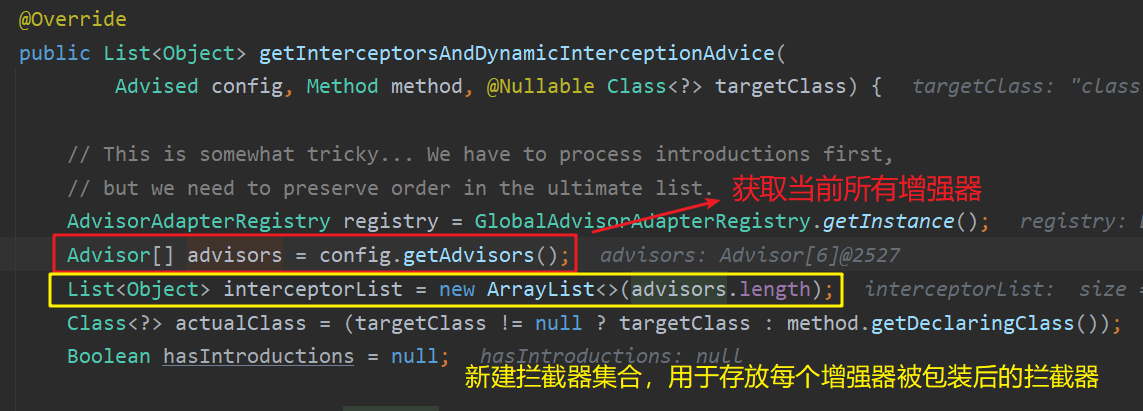 @Override
public List<Object> getInterceptorsAndDynamicInterceptionAdvice(
Advised config, Method method, @Nullable Class<?> targetClass) { targetClass: "class
// This is somewhat tricky... We have to process introductions first,
// but we need to preserve order in the ultimate list. 获取当前所有增强器
AdvisorAdapterRegistry registry = GlobalAdvisorAdapterRegistry.getInstance(); registry:
Advisor[] advisors = config.getAdvisors(); advisors: Advisor[6]@2527
List<Object> interceptorList = new ArrayList<>(advisors.length); interceptorList: size =
Class<?> actualClass = (targetClass != null ? targetClass : method.getDeclaringClass());
Boolean hasIntroductions = null; hasIntroductions: null
新建拦截器集合，用于存放每个增强器被包装后的拦截器